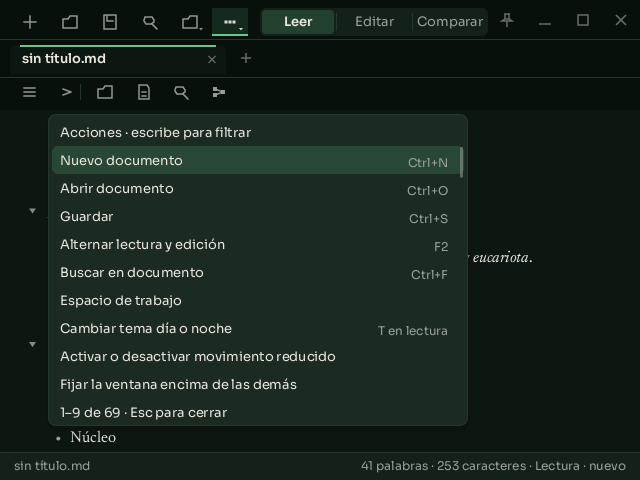 Leer Editar Comparar
sin título.md
Acciones · escribe para filtrar
Nuevo documento Ctrl+N
Abrir documento Ctrl+O
Guardar Ctrl+S
Alternar lectura y edición F2
eucariota.
Buscar en documento Ctrl+F
Espacio de trabajo
Cambiar tema día o noche T en lectura
Activar o desactivar movimiento reducido
Fijar la ventana encima de las demás
1–9 de 69 · Esc para cerrar
• Núcleo
sin título.md 41 palabras · 253 caracteres · Lectura · nuevo